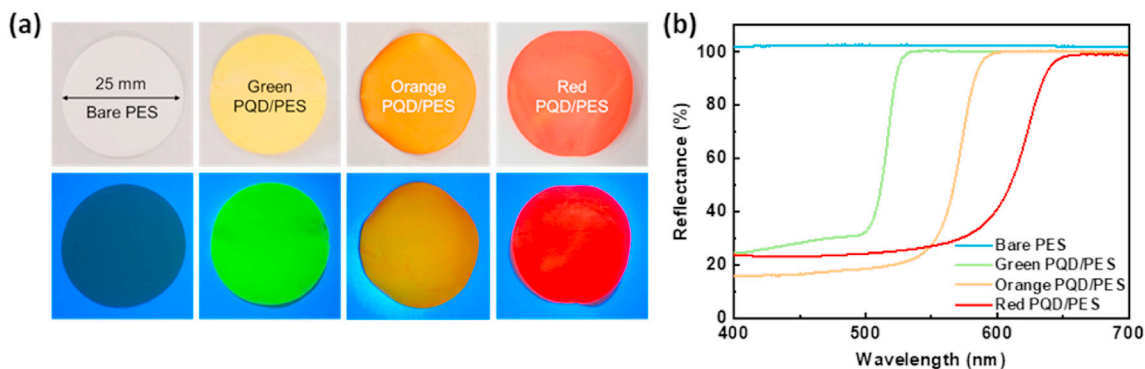 (a)
25 mm
Bare PES
Green
PQD/PES
Orange
PQD/PES
Red
PQD/PES
(b)
Reflectance (%)
100
80
60
40
20
0
Bare PES
Green PQD/PES
Orange PQD/PES
Red PQD/PES
400
500
600
700
Wavelength (nm)